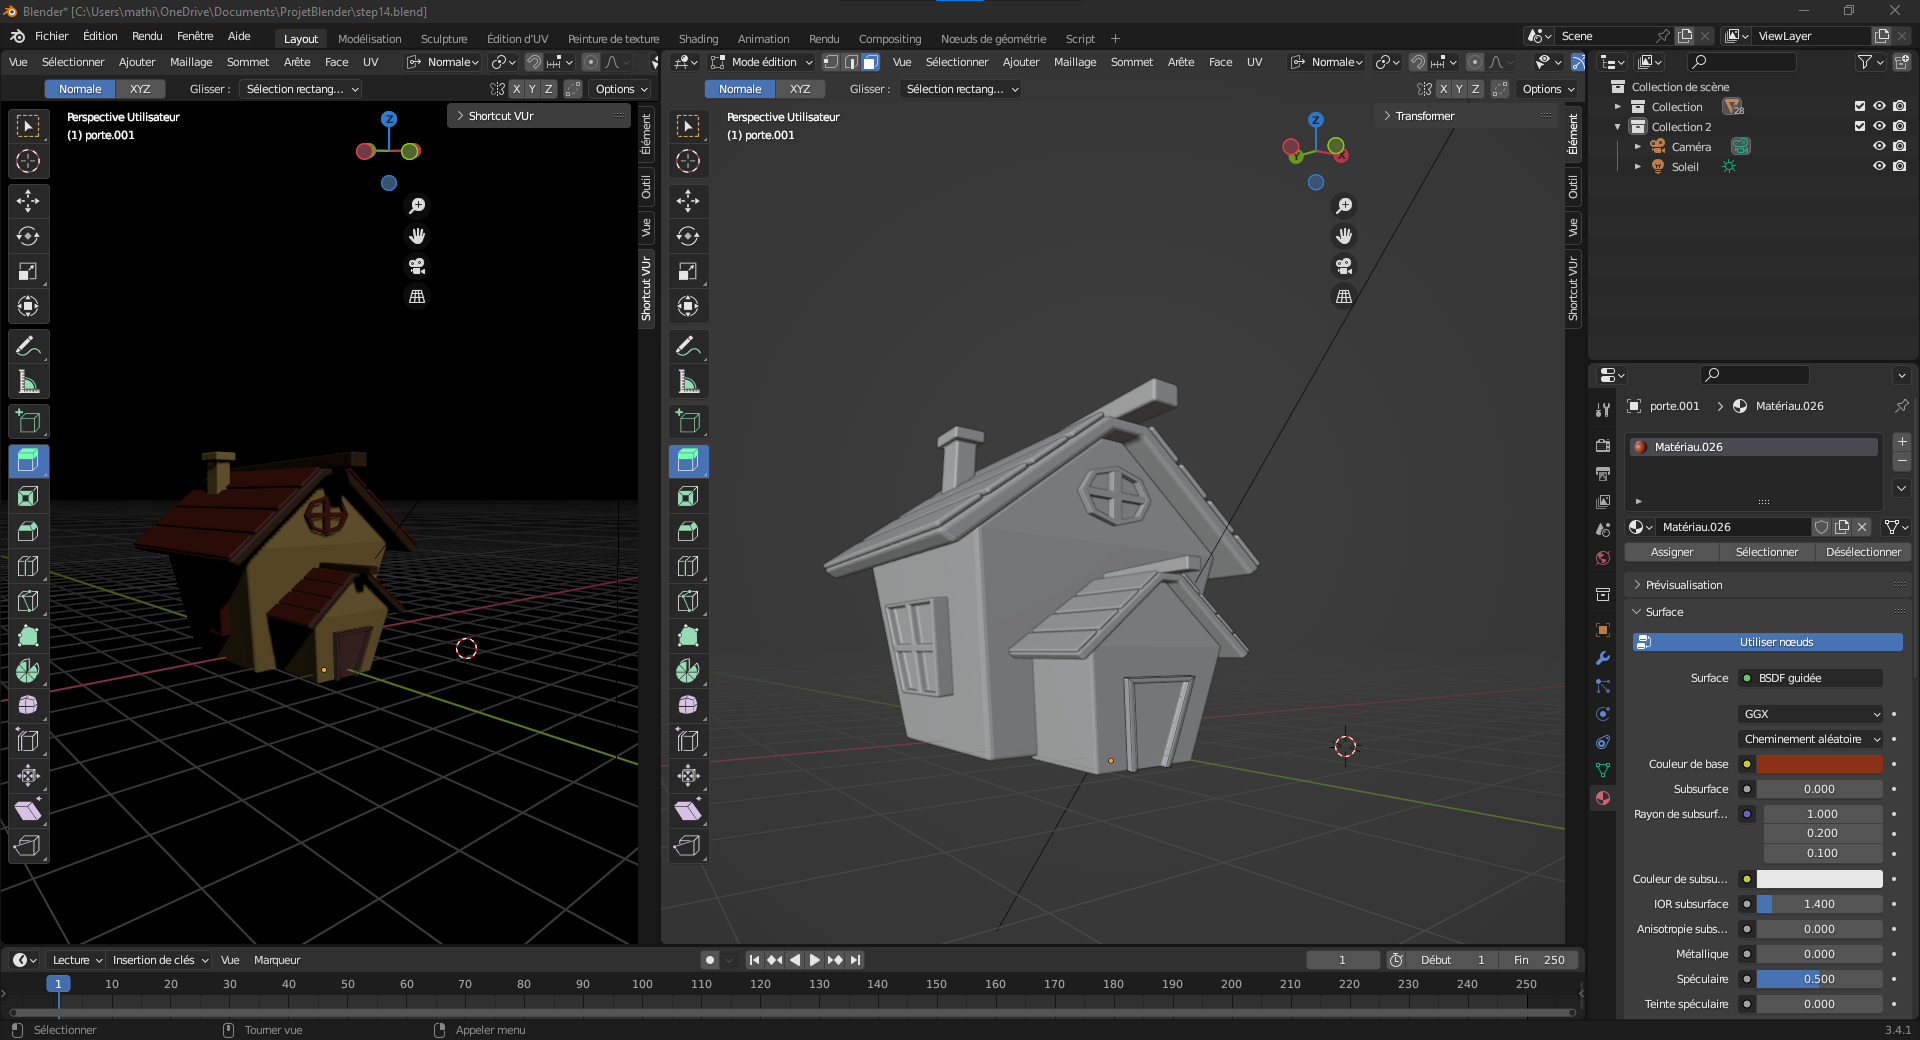 Blender* [C:\Users\mathi\OneDrive\Documents\ProjetBlender\step14.blend]
Fichier Édition Rendu Fenêtre Aide Layout Modélisation Sculpture Édition d'UV Peinture de texture Shading Animation Rendu Compositing Nœuds de géométrie Script + Scene ViewLayer
Vue Sélectionner Ajouter Maillage Sommet Arête Face UV Normale
Mode édition Vue Sélectionner Ajouter Maillage Sommet Arête Face UV Normale
Normale XYZ Glisser : Sélection rectang... X Y Z Options
Normale XYZ Glisser : Sélection rectang... X Y Z Options
Perspective Utilisateur
(1) porte.001
Shortcut VUr
Z
Élément
Outil
Vue
Shortcut VUr
Perspective Utilisateur
(1) porte.001
Transformer
Z
Y
X
Élément
Outil
Vue
Shortcut VUr
Collection de scène
Collection 28
Collection 2
Caméra
Soleil
porte.001 > Matériau.026
Matériau.026
Matériau.026
Assigner Sélectionner Désélectionner
Prévisualisation
Surface
Utiliser nœuds
Surface BSDF guidée
GGX
Cheminement aléatoire
Couleur de base
Subsurface 0.000
Rayon de subsurf... 1.000
0.200
0.100
Couleur de subsu...
IOR subsurface 1.400
Anisotropie subs... 0.000
Métallique 0.000
Spéculaire 0.500
Teinte spéculaire 0.000
Lecture Insertion de clés Vue Marqueur 1 Début 1 Fin 250
1 10 20 30 40 50 60 70 80 90 100 110 120 130 140 150 160 170 180 190 200 210 220 230 240 250
Sélectionner Tourner vue Appeler menu 3.4.1